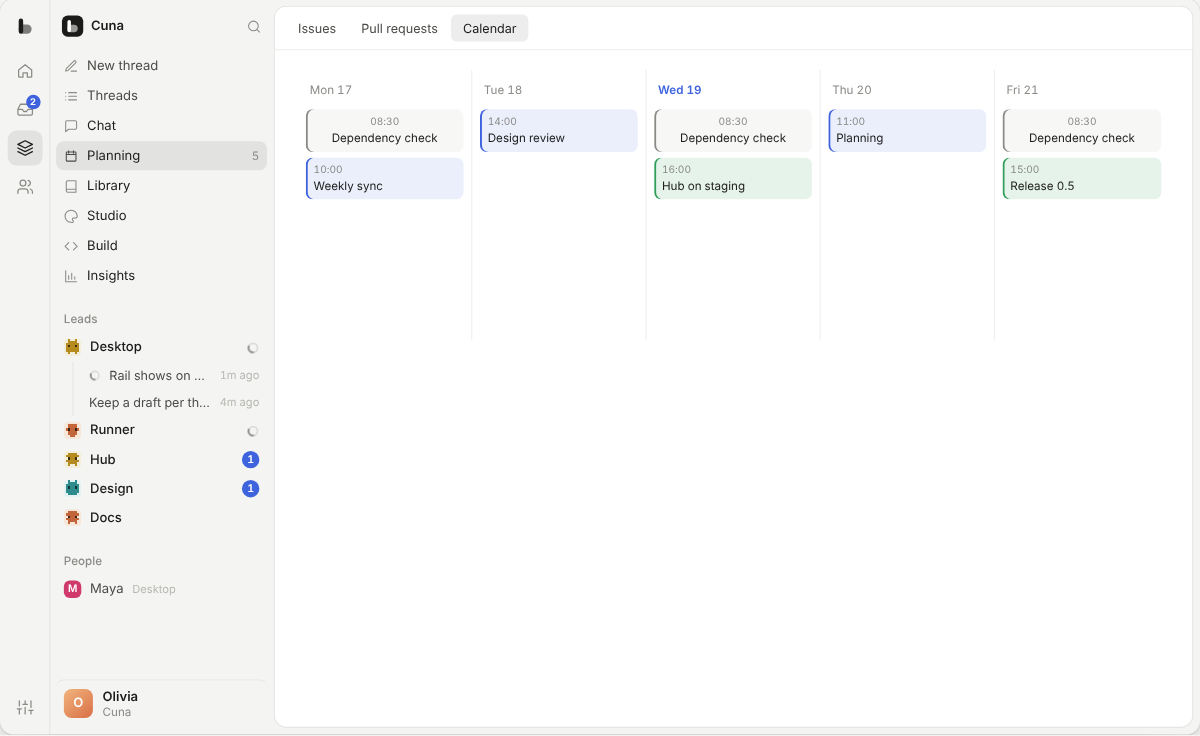 Cuna
2
New thread
Threads
Chat
Planning 5
Library
Studio
Build
Insights
Leads
Desktop
Rail shows on ... 1m ago
Keep a draft per th... 4m ago
Runner
Hub 1
Design 1
Docs
People
M Maya Desktop
O Olivia
Cuna
Issues Pull requests Calendar
Mon 17
08:30
Dependency check
10:00
Weekly sync
Tue 18
14:00
Design review
Wed 19
08:30
Dependency check
16:00
Hub on staging
Thu 20
11:00
Planning
Fri 21
08:30
Dependency check
15:00
Release 0.5